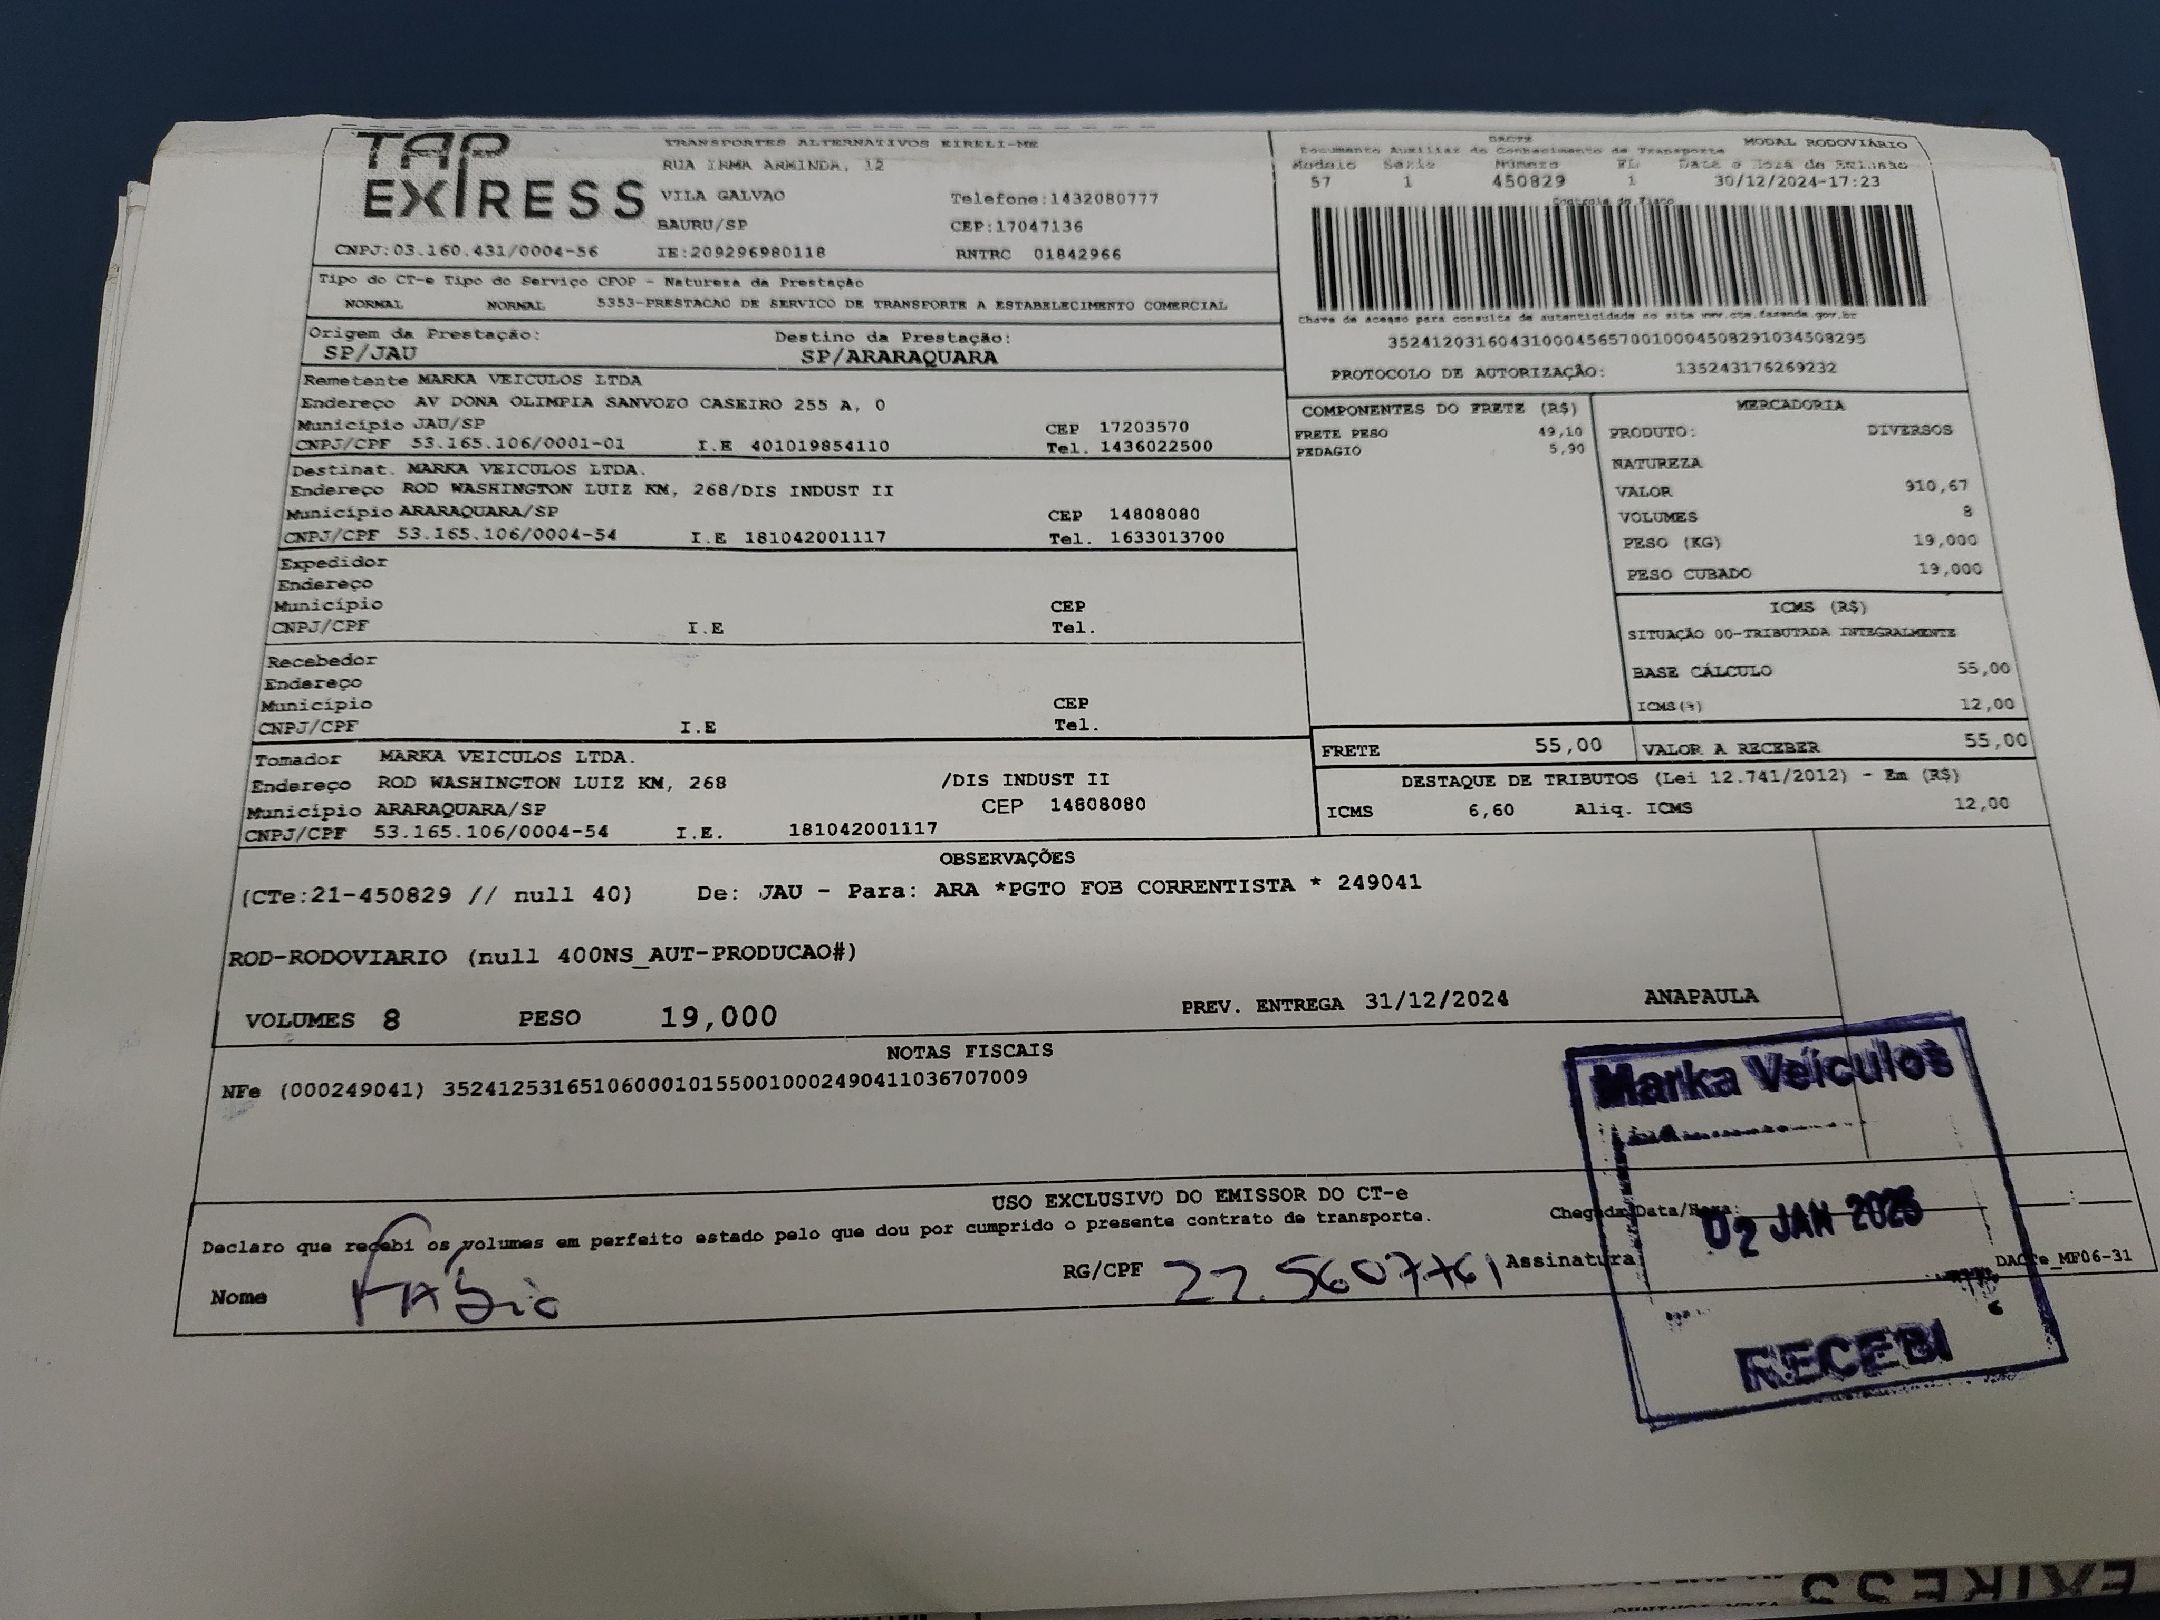 TAP EXPRESS
TRANSPORTES ALTERNATIVOS EIRELI-ME
RUA IRMA ARMINDA, 12
VILA GALVAO Telefone:1432080777
BAURU/SP CEP:17047136
CNPJ:03.160.431/0004-56 IE:209296980118 RNTRC 01842966
DACTE MODAL RODOVIÁRIO
Documento Auxiliar do Conhecimento de Transporte
Modelo Serie Número FL Data e Hora de Emissão
57 1 450829 1 30/12/2024-17:23
Controle do Fisco
Chave de acesso para consulta de autenticidade no site www.cte.fazenda.gov.br
35241203160431000456570010004508291034508295
PROTOCOLO DE AUTORIZAÇÃO: 135243176269232
Tipo do CT-e Tipo do Serviço CFOP - Natureza da Prestação
NORMAL NORMAL 5353-PRESTACAO DE SERVICO DE TRANSPORTE A ESTABELECIMENTO COMERCIAL
Origem da Prestação: Destino da Prestação:
SP/JAU SP/ARARAQUARA
Remetente MARKA VEICULOS LTDA
Endereço AV DONA OLIMPIA SANVOZO CASEIRO 255 A, 0
Município JAU/SP CEP 17203570
CNPJ/CPF 53.165.106/0001-01 I.E 401019854110 Tel. 1436022500
Destinat. MARKA VEICULOS LTDA.
Endereço ROD WASHINGTON LUIZ KM, 268/DIS INDUST II
Município ARARAQUARA/SP CEP 14808080
CNPJ/CPF 53.165.106/0004-54 I.E 181042001117 Tel. 1633013700
Expedidor
Endereço
Município CEP
CNPJ/CPF I.E Tel.
Recebedor
Endereço
Município CEP
CNPJ/CPF I.E Tel.
Tomador MARKA VEICULOS LTDA.
Endereço ROD WASHINGTON LUIZ KM, 268 /DIS INDUST II
Município ARARAQUARA/SP CEP 14808080
CNPJ/CPF 53.165.106/0004-54 I.E. 181042001117
COMPONENTES DO FRETE (R$)
FRETE PESO 49,10
PEDAGIO 5,90
MERCADORIA
PRODUTO: DIVERSOS
NATUREZA
VALOR 910,67
VOLUMES 8
PESO (KG) 19,000
PESO CUBADO 19,000
ICMS (R$)
SITUAÇÃO 00-TRIBUTADA INTEGRALMENTE
BASE CÁLCULO 55,00
ICMS(%) 12,00
FRETE 55,00 VALOR A RECEBER 55,00
DESTAQUE DE TRIBUTOS (Lei 12.741/2012) - Em (R$)
ICMS 6,60 Aliq. ICMS 12,00
OBSERVAÇÕES
(CTe:21-450829 // null 40) De: JAU - Para: ARA *PGTO FOB CORRENTISTA * 249041
ROD-RODOVIARIO (null 400NS_AUT-PRODUCAO#)
VOLUMES 8 PESO 19,000 PREV. ENTREGA 31/12/2024 ANAPAULA
NOTAS FISCAIS
NFe (000249041) 35241253165106000101550010002490411036707009
USO EXCLUSIVO DO EMISSOR DO CT-e
Declaro que recebi os volumes em perfeito estado pelo que dou por cumprido o presente contrato de transporte.
Chegada Data/Hora:
Nome Fábio RG/CPF Assinatura
DACTe_MF06-31
Marka Veículos
02 JAN 2025
RECEBI
EXPRESS